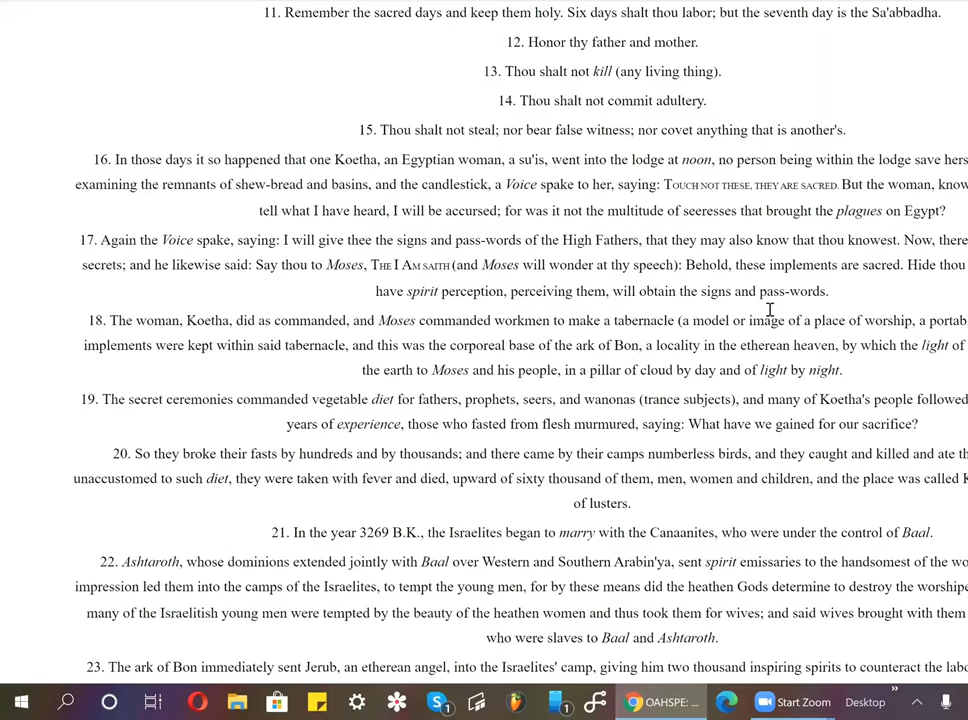 11. Remember the sacred days and keep them holy. Six days shalt thou labor; but the seventh day is the Sa'abbadha.
12. Honor thy father and mother.
13. Thou shalt not kill (any living thing).
14. Thou shalt not commit adultery.
15. Thou shalt not steal; nor bear false witness; nor covet anything that is another's.
16. In those days it so happened that one Koetha, an Egyptian woman, a su'is, went into the lodge at noon, no person being within the lodge save hers
examining the remnants of shew-bread and basins, and the candlestick, a Voice spake to her, saying: TOUCH NOT THESE, THEY ARE SACRED. But the woman, know
tell what I have heard, I will be accursed; for was it not the multitude of seeresses that brought the plagues on Egypt?
17. Again the Voice spake, saying: I will give thee the signs and pass-words of the High Fathers, that they may also know that thou knowest. Now, there
secrets; and he likewise said: Say thou to Moses, THE I AM SAITH (and Moses will wonder at thy speech): Behold, these implements are sacred. Hide thou
have spirit perception, perceiving them, will obtain the signs and pass-words.
18. The woman, Koetha, did as commanded, and Moses commanded workmen to make a tabernacle (a model or image of a place of worship, a portab
implements were kept within said tabernacle, and this was the corporeal base of the ark of Bon, a locality in the etherean heaven, by which the light of
the earth to Moses and his people, in a pillar of cloud by day and of light by night.
19. The secret ceremonies commanded vegetable diet for fathers, prophets, seers, and wanonas (trance subjects), and many of Koetha's people followed
years of experience, those who fasted from flesh murmured, saying: What have we gained for our sacrifice?
20. So they broke their fasts by hundreds and by thousands; and there came by their camps numberless birds, and they caught and killed and ate th
unaccustomed to such diet, they were taken with fever and died, upward of sixty thousand of them, men, women and children, and the place was called K
of lusters.
21. In the year 3269 B.K., the Israelites began to marry with the Canaanites, who were under the control of Baal.
22. Ashtaroth, whose dominions extended jointly with Baal over Western and Southern Arabin'ya, sent spirit emissaries to the handsomest of the wo
impression led them into the camps of the Israelites, to tempt the young men, for by these means did the heathen Gods determine to destroy the worshipe
many of the Israelitish young men were tempted by the beauty of the heathen women and thus took them for wives; and said wives brought with them
who were slaves to Baal and Ashtaroth.
23. The ark of Bon immediately sent Jerub, an etherean angel, into the Israelites' camp, giving him two thousand inspiring spirits to counteract the labo
1
1
OAHSPE: ...
Start Zoom
Desktop